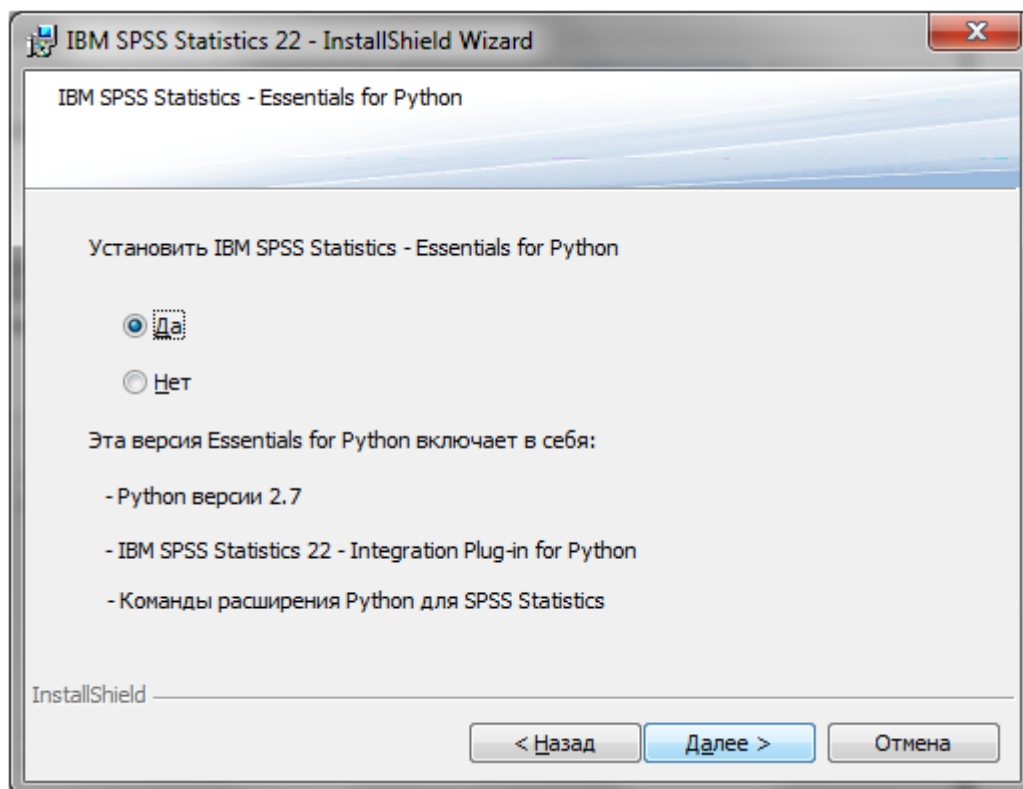 IBM SPSS Statistics 22 - InstallShield Wizard
IBM SPSS Statistics - Essentials for Python
Установить IBM SPSS Statistics - Essentials for Python
Да
Нет
Эта версия Essentials for Python включает в себя:
- Python версии 2.7
- IBM SPSS Statistics 22 - Integration Plug-in for Python
- Команды расширения Python для SPSS Statistics
InstallShield
< Назад
Далее >
Отмена